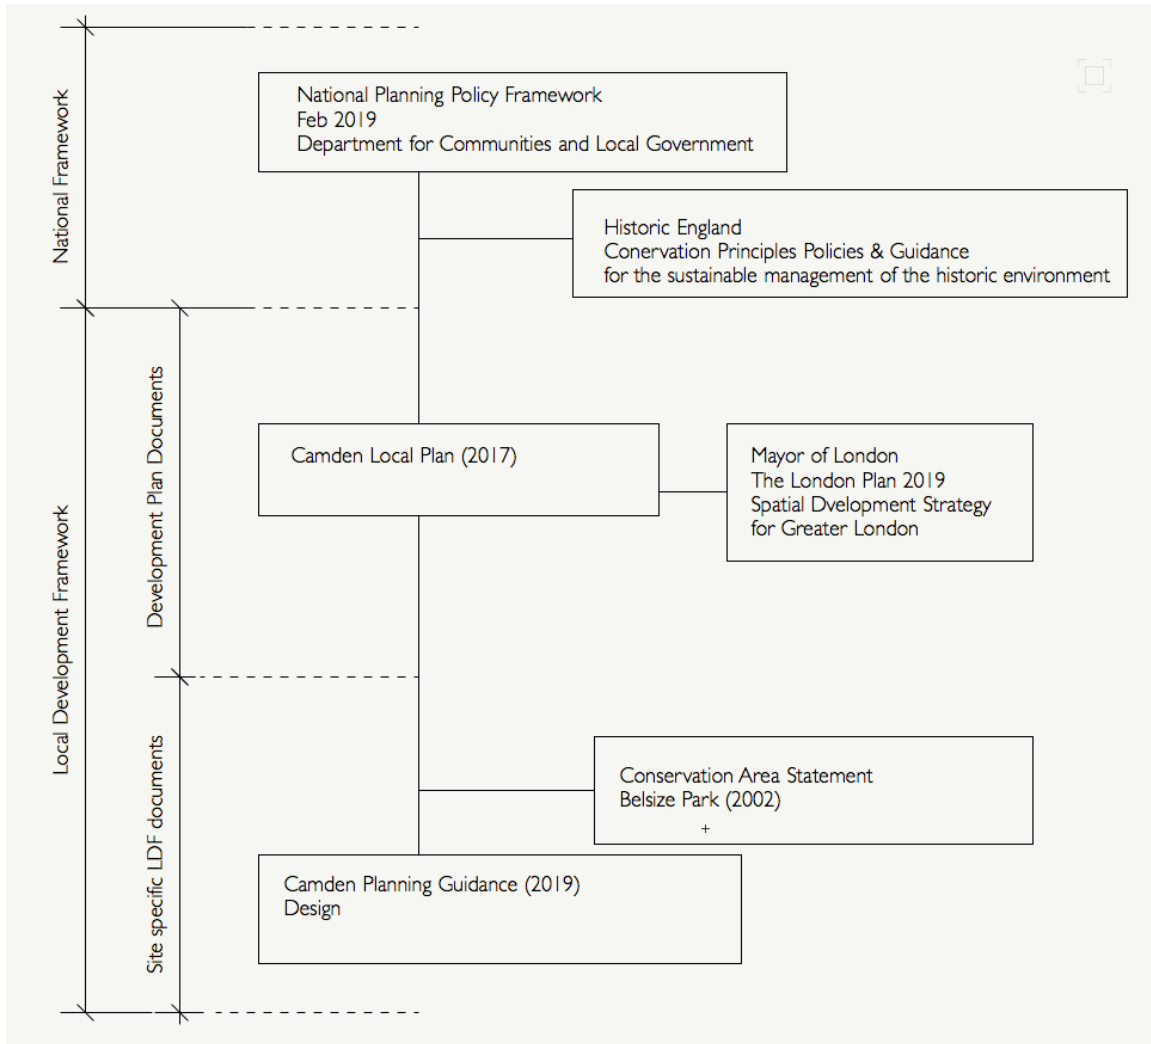 National Framework
National Planning Policy Framework
Feb 2019
Department for Communities and Local Government
Historic England
Conervation Principles Policies & Guidance
for the sustainable management of the historic environment
Local Development Framework
Development Plan Documents
Camden Local Plan (2017)
Mayor of London
The London Plan 2019
Spatial Dvelopment Strategy
for Greater London
Site specific LDF documents
Conservation Area Statement
Belsize Park (2002)
+
Camden Planning Guidance (2019)
Design